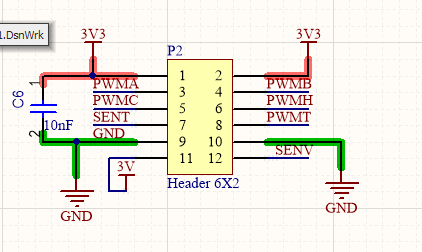 1.DsnWrk
3V3 3V3
P2
1 1 2
PWMA 3 4 PWMB
C6 PWMC 5 6 PWMH
10nF SENT 7 8 PWMT
2 GND 9 10
3V 11 12 SENV
Header 6X2
GND GND